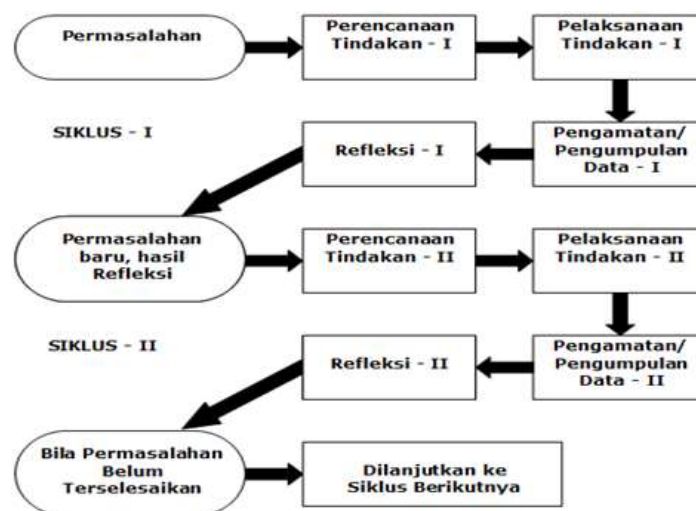 Permasalahan
Perencanaan
Tindakan - I
Pelaksanaan
Tindakan - I
SIKLUS - I
Refleksi - I
Pengamatan/
Pengumpulan
Data - I
Permasalahan
baru, hasil
Refleksi
Perencanaan
Tindakan - II
Pelaksanaan
Tindakan - II
SIKLUS - II
Refleksi - II
Pengamatan/
Pengumpulan
Data - II
Bila Permasalahan
Belum
Terselesaikan
Dilanjutkan ke
Siklus Berikutnya